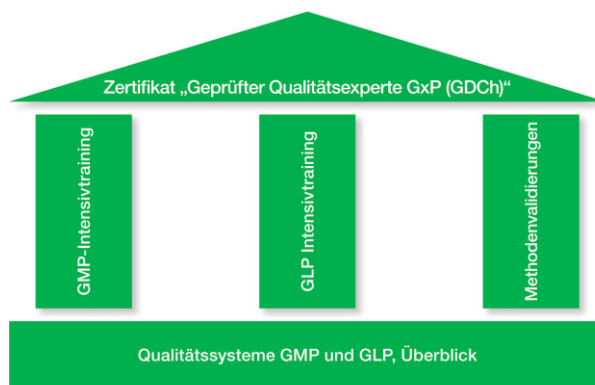 Zertifikat „Geprüfter Qualitätsexperte GxP (GDCh)“
GMP-Intensivtraining
GLP Intensivtraining
Methodenvalidierungen
Qualitätssysteme GMP und GLP, Überblick